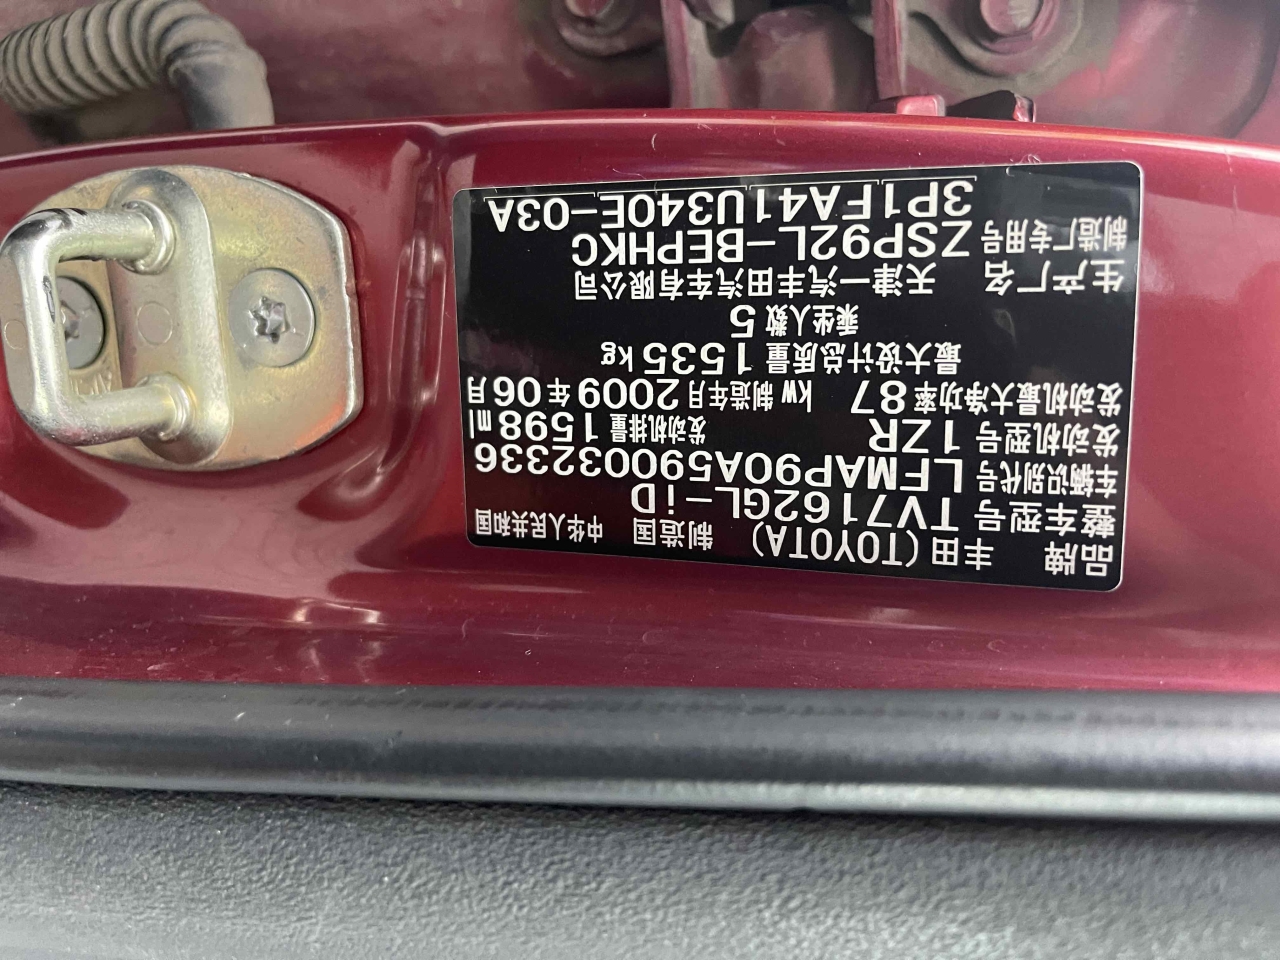 品牌 丰田(TOYOTA) 制造国 中华人民共和国
整车型号 TV7162GL-iD
车辆识别代号 LFMAP90A590032336
发动机型号 1ZR 发动机排量 1598ml
发动机最大净功率 87 kW 制造年月 2009年06月
最大设计总质量 1535kg
乘坐人数 5
生产厂名 天津一汽丰田汽车有限公司
制造厂专用号 ZSP92L-BEPHKC
3P1FA41U340E-03A